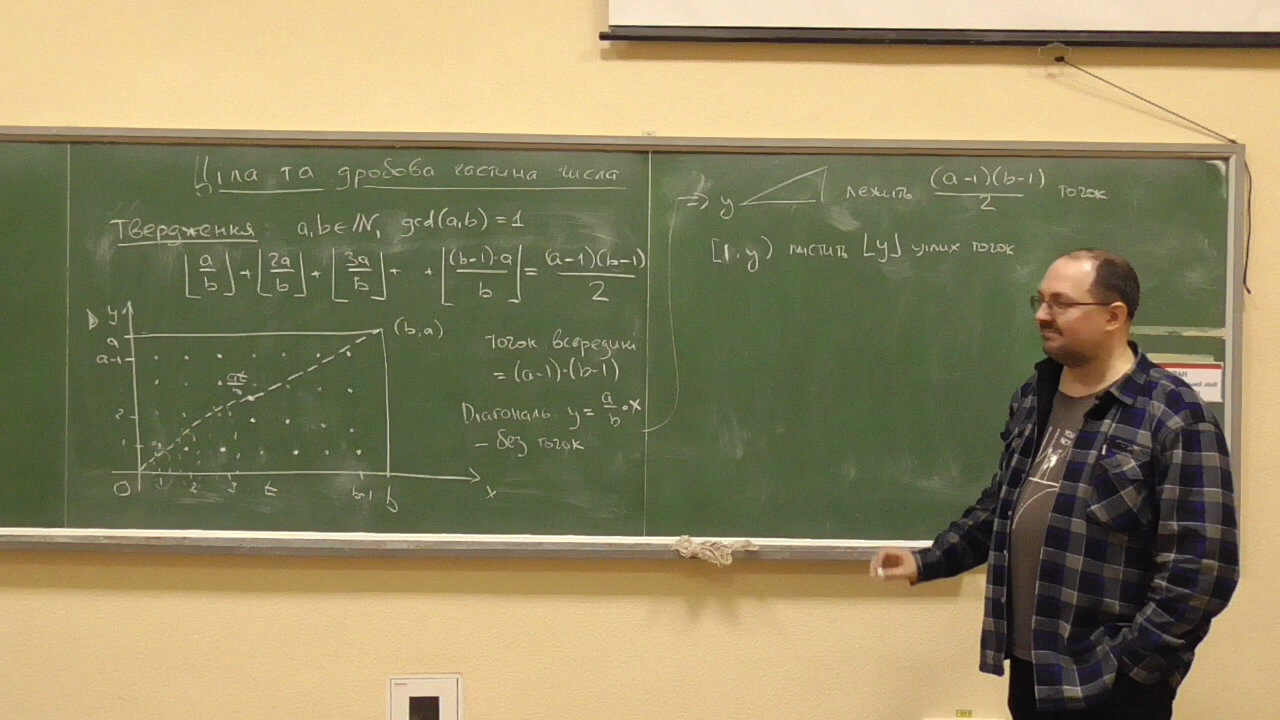 Ціла та дробова частина числа
Твердження a,b∈ℕ, gcd(a,b)=1
⌊a/b⌋+⌊2a/b⌋+⌊3a/b⌋+ +⌊(b-1)·a/b⌋=(a-1)(b-1)/2
y
a
a-1
2
1
0
1 2 3 t b-1 b
x
(b,a)
точок всередині
=(a-1)·(b-1)
Діагональ. y=a/b·x
- без точок
⇒ у лежить (a-1)(b-1)/2 точок
[1,y) містить ⌊y⌋ цілих точок